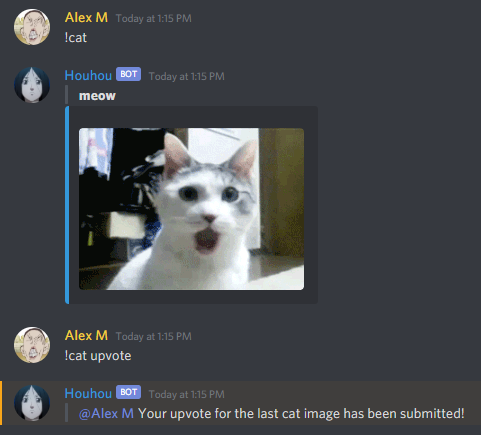 Alex M Today at 1:15 PM
!cat
Houhou BOT Today at 1:15 PM
meow
Alex M Today at 1:15 PM
!cat upvote
Houhou BOT Today at 1:15 PM
@Alex M Your upvote for the last cat image has been submitted!